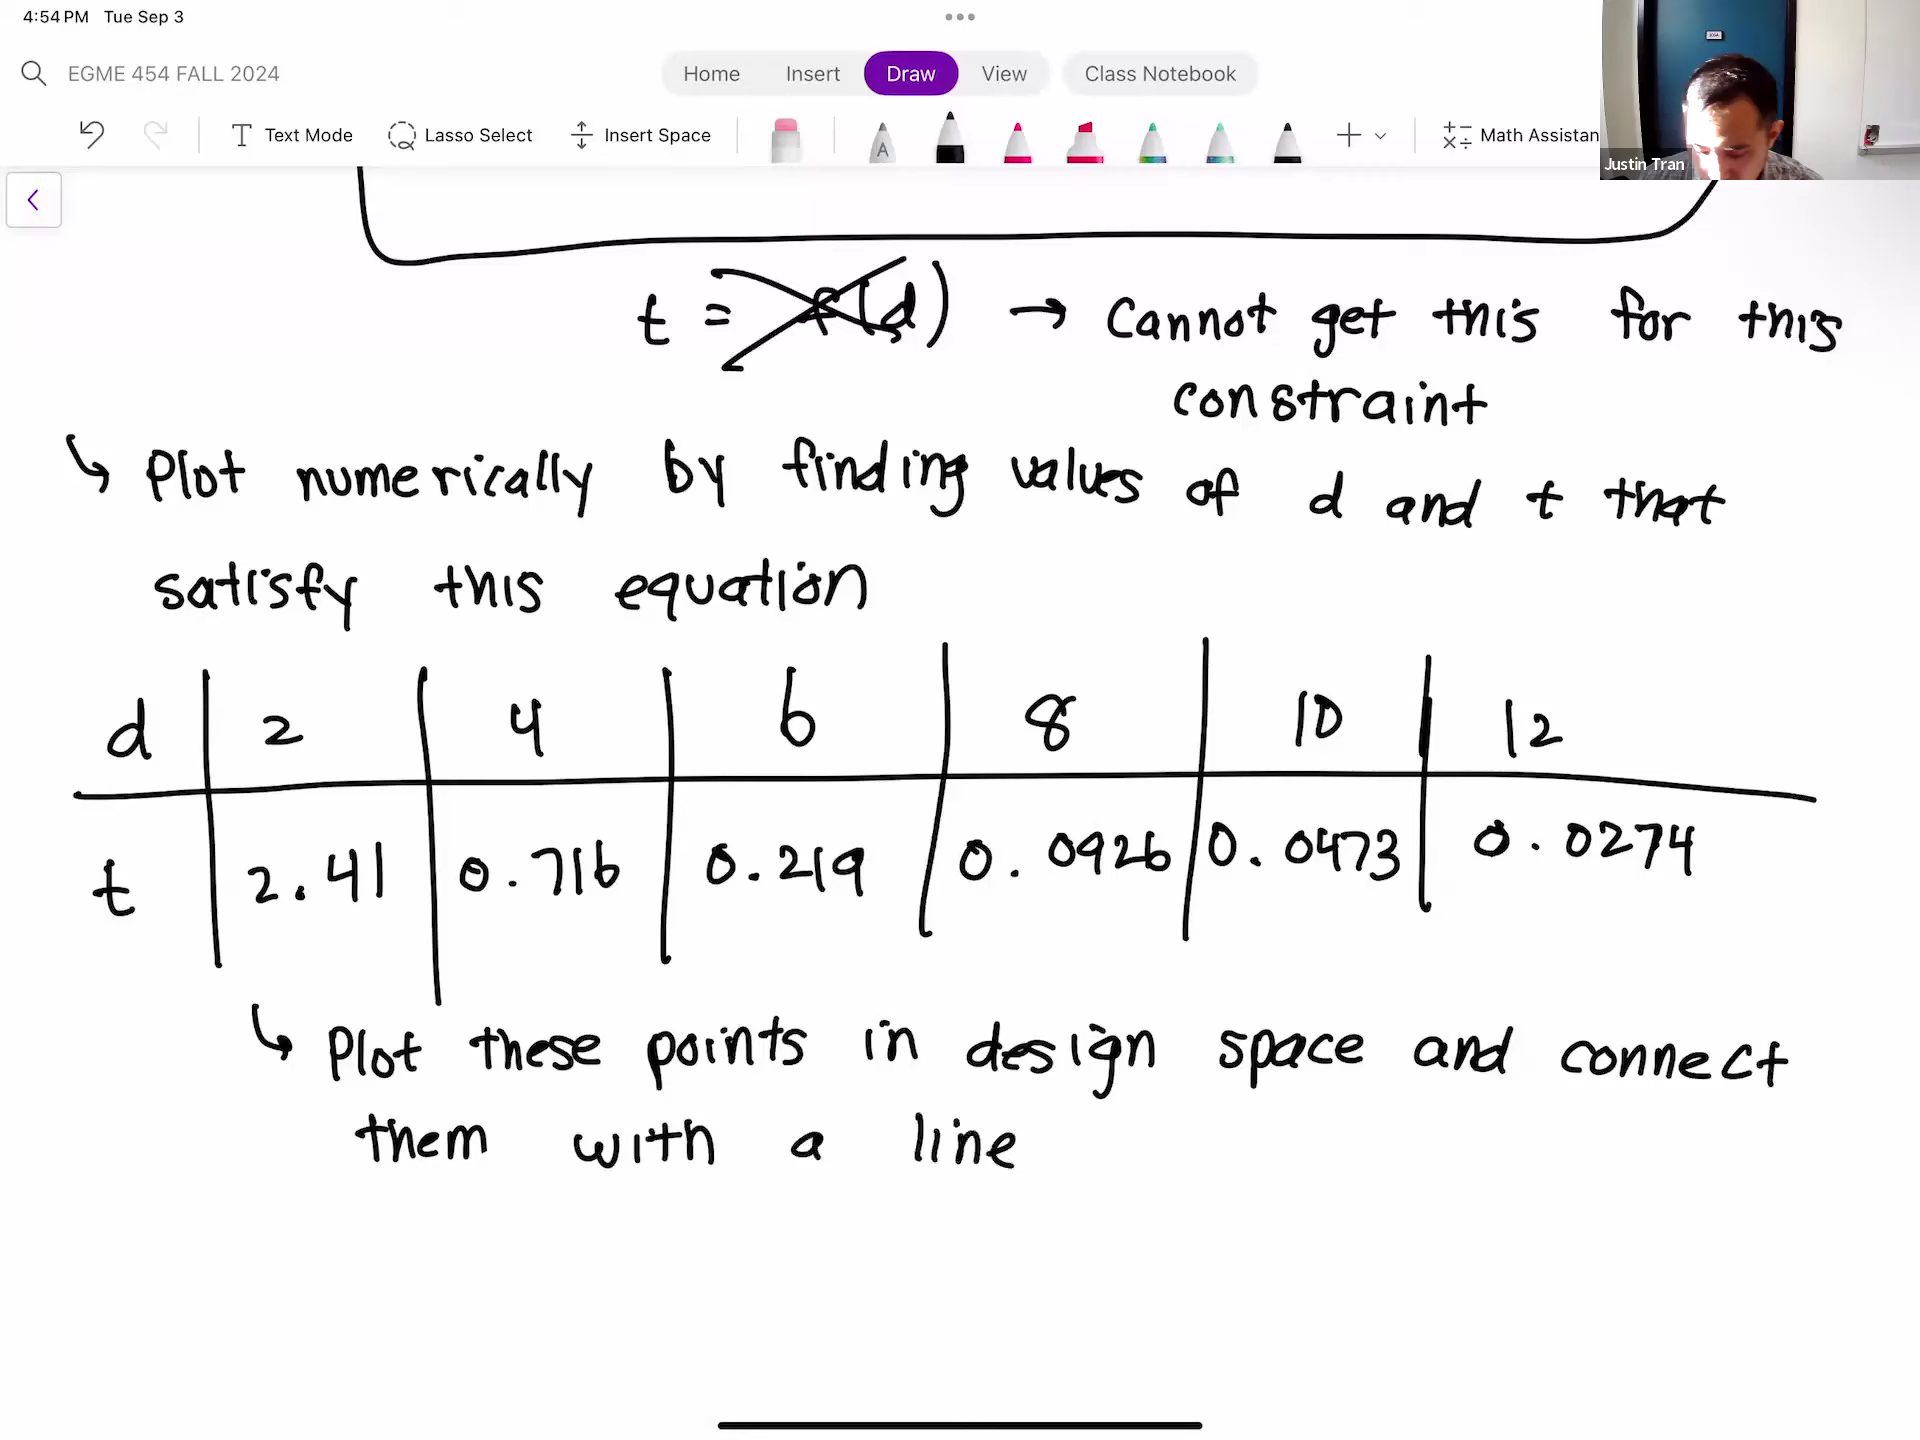 4:54 PM Tue Sep 3
EGME 454 FALL 2024
Home Insert Draw View Class Notebook
Text Mode Lasso Select Insert Space A Math Assistan
Justin Tran
t = f(d) → Cannot get this for this
constraint
↳ Plot numerically by finding values of d and t that
satisfy this equation
d 2 4 6 8 10 12
t 2.41 0.716 0.219 0.0926 0.0473 0.0274
↳ Plot these points in design space and connect
them with a line